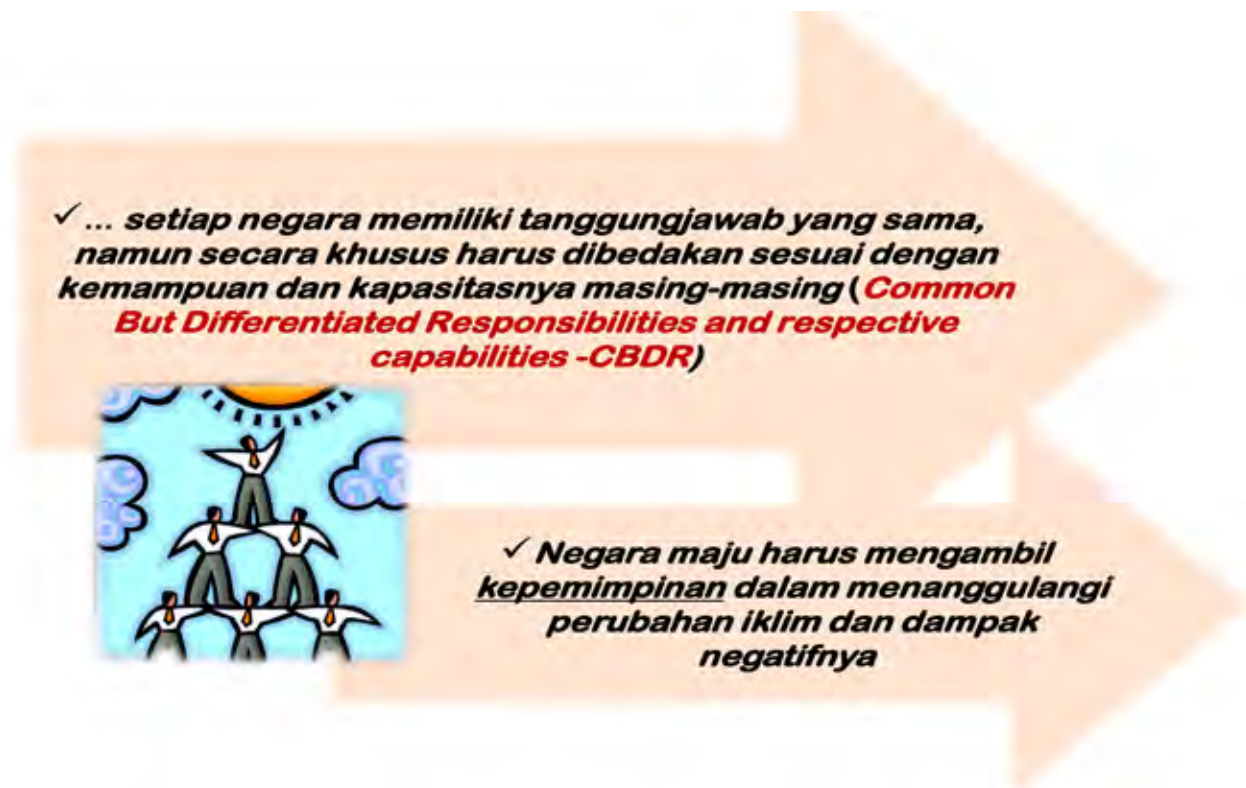 ✓ ... setiap negara memiliki tanggungjawab yang sama,
namun secara khusus harus dibedakan sesuai dengan
kemampuan dan kapasitasnya masing-masing (Common
But Differentiated Responsibilities and respective
capabilities -CBDR)
✓ Negara maju harus mengambil
kepemimpinan dalam menanggulangi
perubahan iklim dan dampak
negatifnya